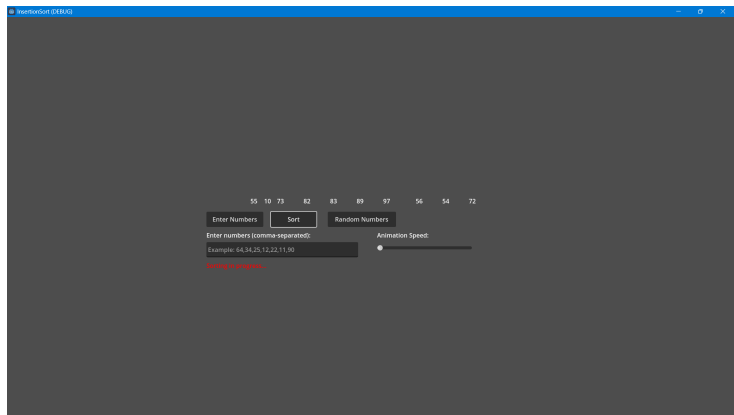 InsertionSort (DEBUG)
55 10 73 82 83 89 97 56 54 72
Enter Numbers Sort Random Numbers
Enter numbers (comma-separated): Animation Speed:
Example: 64,34,25,12,22,11,90